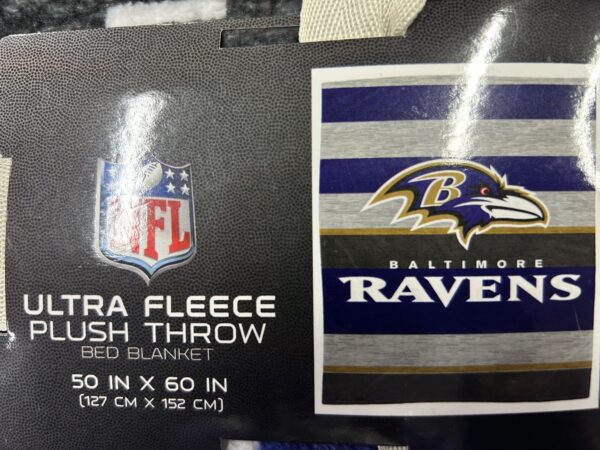 NFL
ULTRA FLEECE
PLUSH THROW
BED BLANKET
50 IN X 60 IN
(127 CM X 152 CM)
B
BALTIMORE
RAVENS